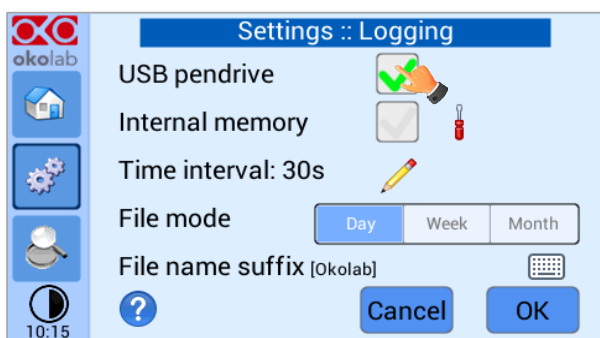 OKO
okolab
Settings :: Logging
USB pendrive
Internal memory
Time interval: 30s
File mode
Day Week Month
File name suffix [Okolab]
? Cancel OK
10:15